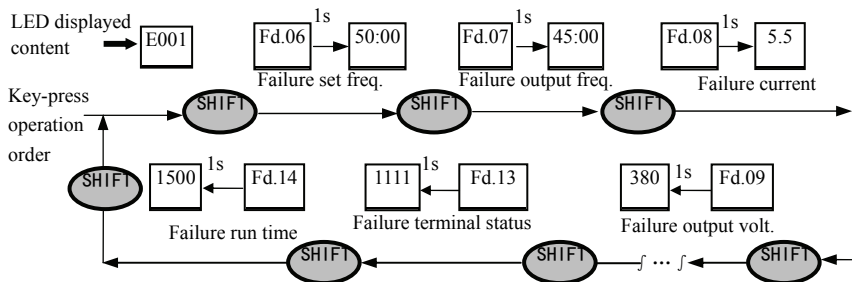 LED displayed
content
E001
Fd.06
1s
50:00
Failure set freq.
Fd.07
1s
45:00
Failure output freq.
Fd.08
1s
5.5
Failure current
Key-press
operation
order
SHIFT
SHIFT
SHIFT
SHIFT
1500
1s
Fd.14
Failure run time
1111
1s
Fd.13
Failure terminal status
380
1s
Fd.09
Failure output volt.
SHIFT
SHIFT
∫ ··· ∫
SHIFT